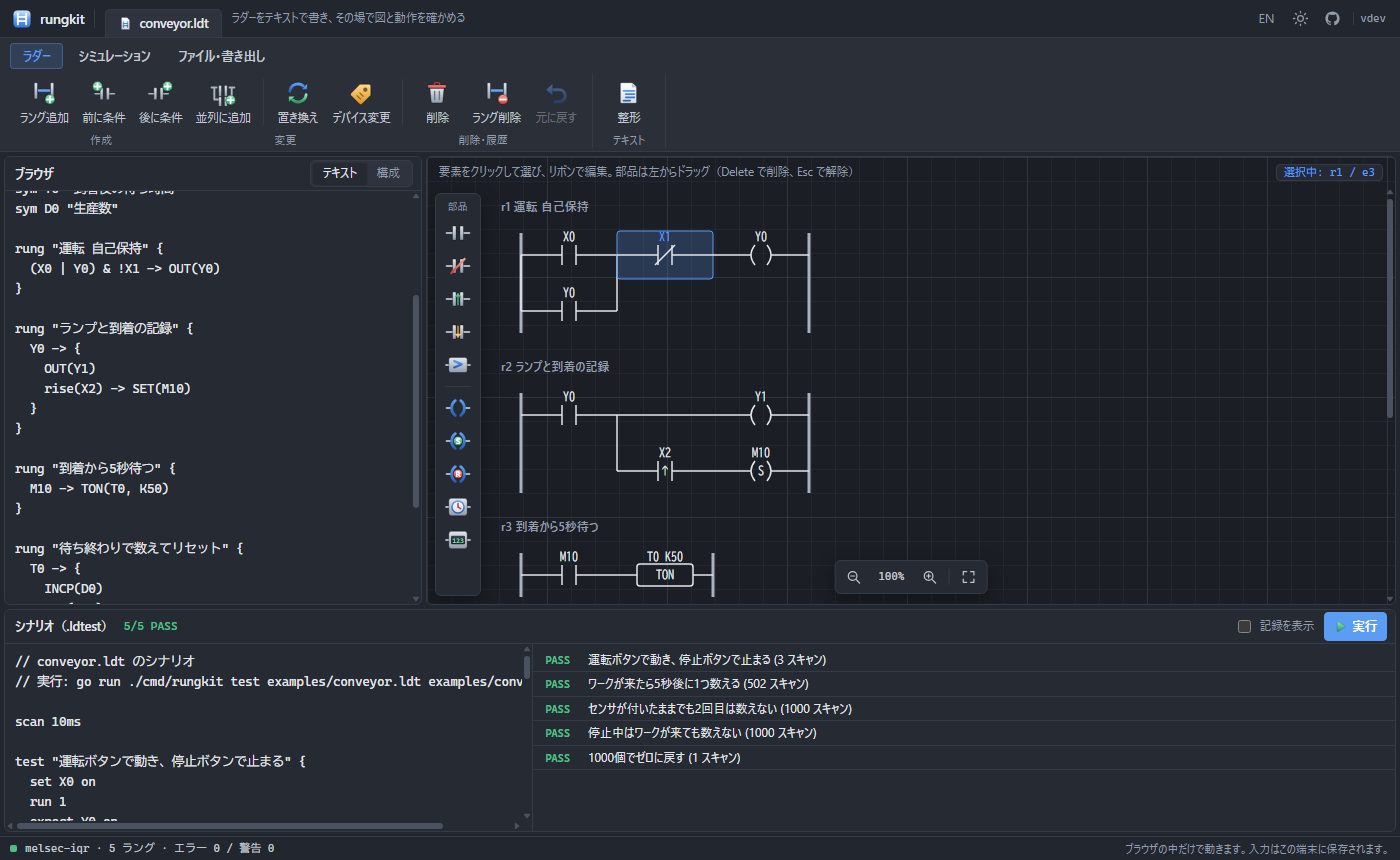 rungkit
conveyor.ldt
ラダーをテキストで書き、その場で図と動作を確かめる
EN
vdev
ラダー
シミュレーション
ファイル・書き出し
ラング追加
前に条件
後に条件
並列に追加
置き換え
デバイス変更
削除
ラング削除
元に戻す
整形
作成
変更
削除・履歴
テキスト
ブラウザ
テキスト
構成
sym D0 "生産数"
rung "運転 自己保持" {
(X0 | Y0) & !X1 -> OUT(Y0)
}
rung "ランプと到着の記録" {
Y0 -> {
OUT(Y1)
rise(X2) -> SET(M10)
}
}
rung "到着から5秒待つ" {
M10 -> TON(T0, K50)
}
rung "待ち終わりで数えてリセット" {
T0 -> {
INCP(D0)
要素をクリックして選び、リボンで編集。部品は左からドラッグ（Delete で削除、Esc で解除）
選択中: r1 / e3
部品
S
R
123
r1 運転 自己保持
X0
X1
Y0
Y0
r2 ランプと到着の記録
Y0
Y1
X2
M10
S
r3 到着から5秒待つ
M10
T0 K50
TON
100%
シナリオ（.ldtest）
5/5 PASS
記録を表示
実行
// conveyor.ldt のシナリオ
// 実行: go run ./cmd/rungkit test examples/conveyor.ldt examples/conv
scan 10ms
test "運転ボタンで動き、停止ボタンで止まる" {
set X0 on
run 1
expect Y0 on
PASS 運転ボタンで動き、停止ボタンで止まる (3 スキャン)
PASS ワークが来たら5秒後に1つ数える (502 スキャン)
PASS センサが付いたままでも2回目は数えない (1000 スキャン)
PASS 停止中はワークが来ても数えない (1000 スキャン)
PASS 1000個でゼロに戻す (1 スキャン)
melsec-iqr · 5 ラング · エラー 0 / 警告 0
ブラウザの中だけで動きます。入力はこの端末に保存されます。